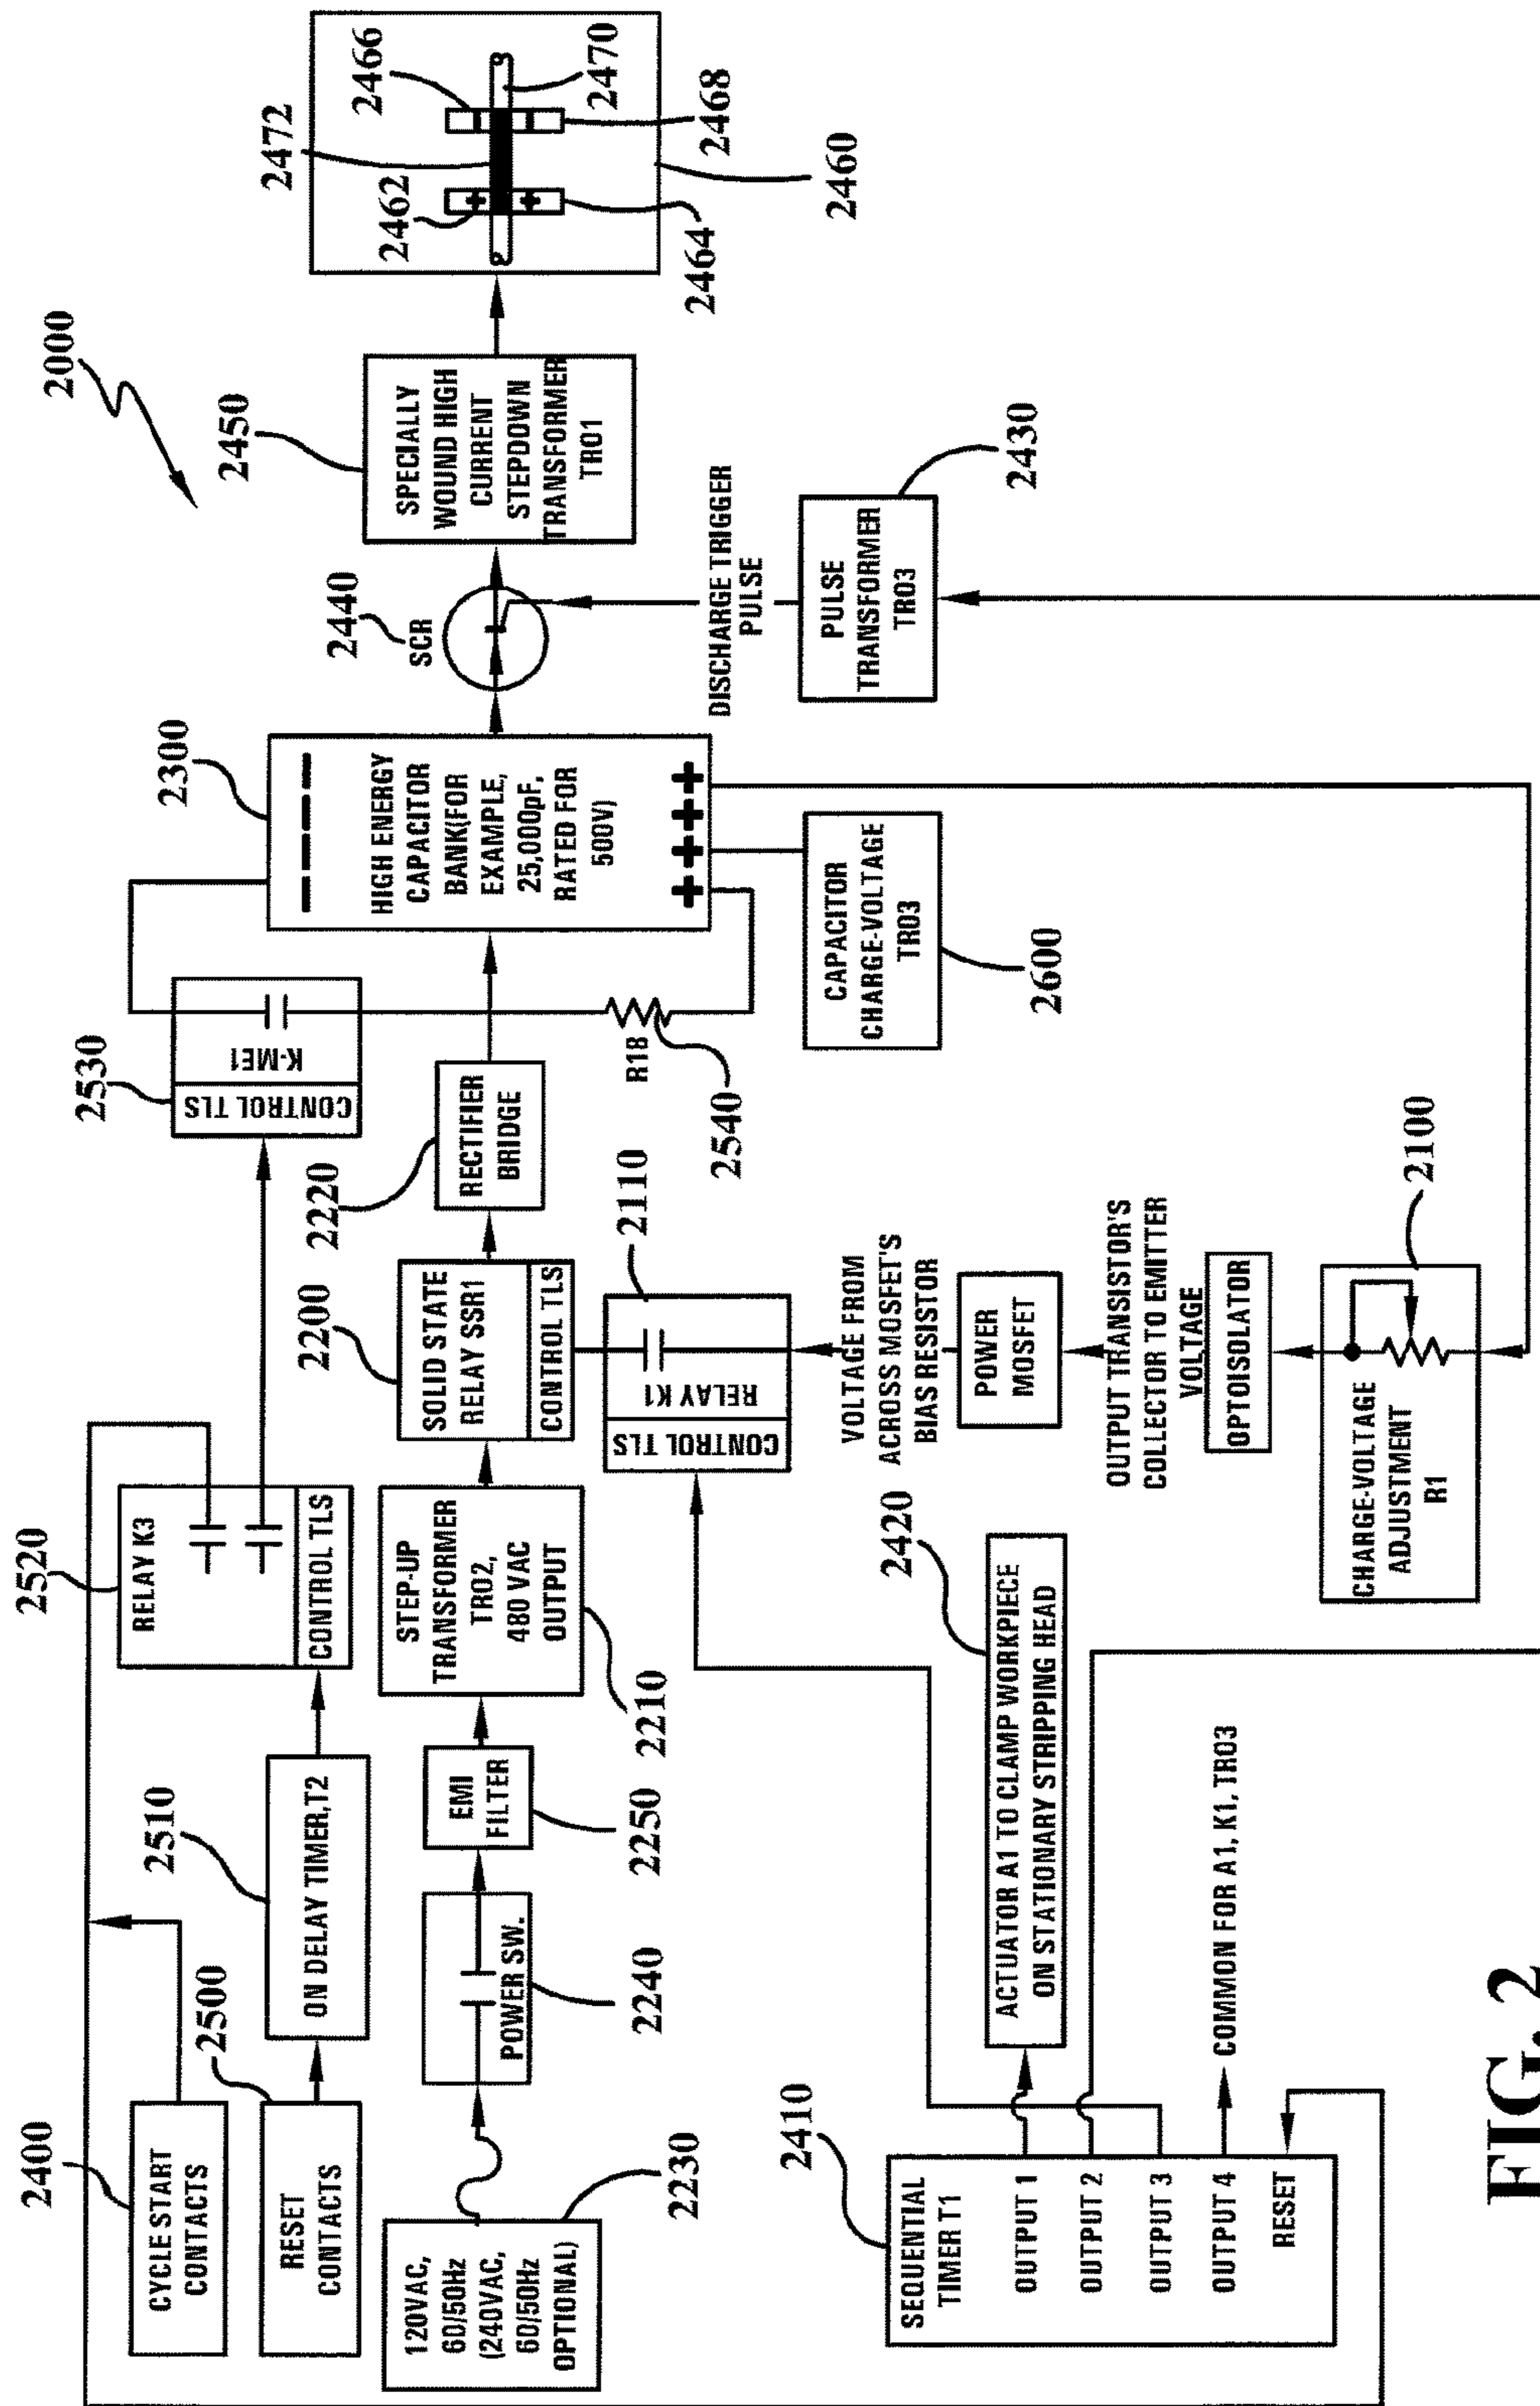 2000
2400
CYCLE START
CONTACTS
2500
RESET
CONTACTS
2510
ON DELAY TIMER,T2
2520
RELAY K3
CONTROL TLS
2530
CONTROL TLS
K-ME1
2230
120VAC,
60/50Hz
(240VAC,
60/50Hz
OPTIONAL)
2240
POWER SW.
2250
EMI
FILTER
2210
STEP-UP
TRANSFORMER
TR02,
480 VAC
OUTPUT
2200
SOLID STATE
RELAY SSR1
CONTROL TLS
2220
RECTIFIER
BRIDGE
2540
R18
2300
HIGH ENERGY
CAPACITOR
BANK(FOR
EXAMPLE,
25,000pF,
RATED FOR
500V)
2440
SCR
2450
SPECIALLY
WOUND HIGH
CURRENT
STEPDOWN
TRANSFORMER
TR01
2472
2466
2462
2470
2468
2464
2460
DISCHARGE TRIGGER
PULSE
PULSE
TRANSFORMER
TR03
2430
CAPACITOR
CHARGE-VOLTAGE
TR03
2600
2110
CONTROL TLS
RELAY K1
VOLTAGE FROM
ACROSS MOSFET'S
BIAS RESISTOR
POWER
MOSFET
OUTPUT TRANSISTOR'S
COLLECTOR TO EMITTER
VOLTAGE
OPTOISOLATOR
2100
CHARGE-VOLTAGE
ADJUSTMENT
R1
2410
SEQUENTIAL
TIMER T1
OUTPUT 1
OUTPUT 2
OUTPUT 3
OUTPUT 4
RESET
2420
ACTUATOR A1 TO CLAMP WORKPIECE
ON STATIONARY STRIPPING HEAD
COMMON FOR A1, K1, TR03
FIG. 2